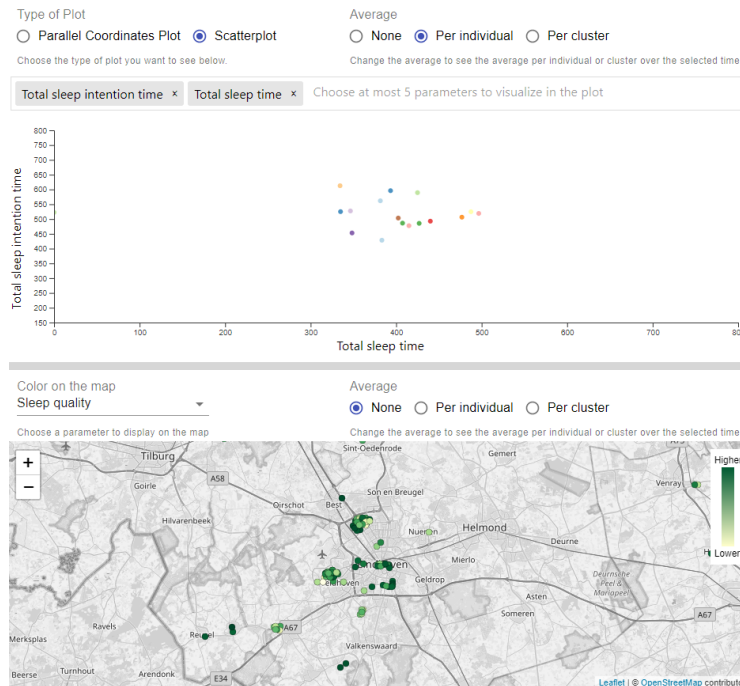 Type of Plot Average
Parallel Coordinates Plot Scatterplot None Per individual Per cluster
Choose the type of plot you want to see below. Change the average to see the average per individual or cluster over the selected time
Total sleep intention time × Total sleep time × Choose at most 5 parameters to visualize in the plot
800
750
700
650
600
550
500
450
400
350
300
250
200
150
Total sleep intention time
0 100 200 300 400 500 600 700
Total sleep time
Color on the map Average
Sleep quality None Per individual Per cluster
Choose a parameter to display on the map Change the average to see the average per individual or cluster over the selected time
+
−
Tilburg
Sint-Oedenrode
Gemert
Higher
Goirle
A58
Oirschot
Best
Son en Breugel
Venray
Hilvarenbeek
Nuenen
Helmond
Deurne
Lower
Mierlo
Geldrop
Deurnsche
Peel &
Mariapeel
Asten
Someren
A67
Ravels
Reusel
A67
Merksplas
Valkenswaard
Turnhout
Arendonk
Beerse
E34
Leaflet | © OpenStreetMap